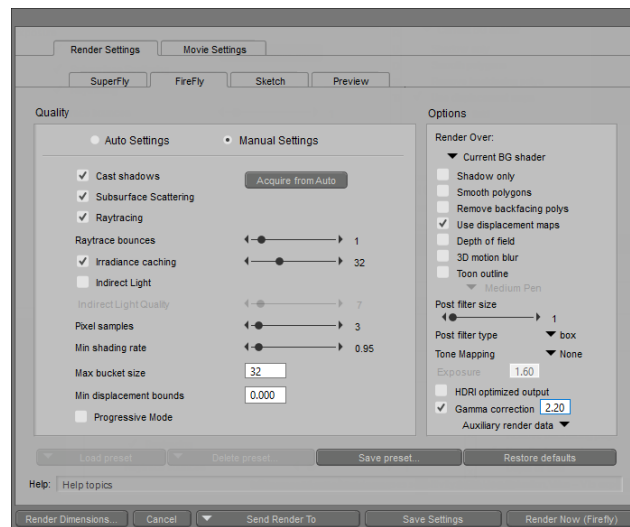 Render Settings Movie Settings
SuperFly FireFly Sketch Preview
Quality
Auto Settings Manual Settings
Cast shadows Acquire from Auto
Subsurface Scattering
Raytracing
Raytrace bounces 1
Irradiance caching 32
Indirect Light
Indirect Light Quality 7
Pixel samples 3
Min shading rate 0.95
Max bucket size 32
Min displacement bounds 0.000
Progressive Mode
Options
Render Over:
Current BG shader
Shadow only
Smooth polygons
Remove backfacing polys
Use displacement maps
Depth of field
3D motion blur
Toon outline
Medium Pen
Post filter size
1
Post filter type box
Tone Mapping None
Exposure 1.60
HDRI optimized output
Gamma correction 2.20
Auxiliary render data
Load preset Delete preset... Save preset... Restore defaults
Help: Help topics
Render Dimensions... Cancel Send Render To Save Settings Render Now (Firefly)